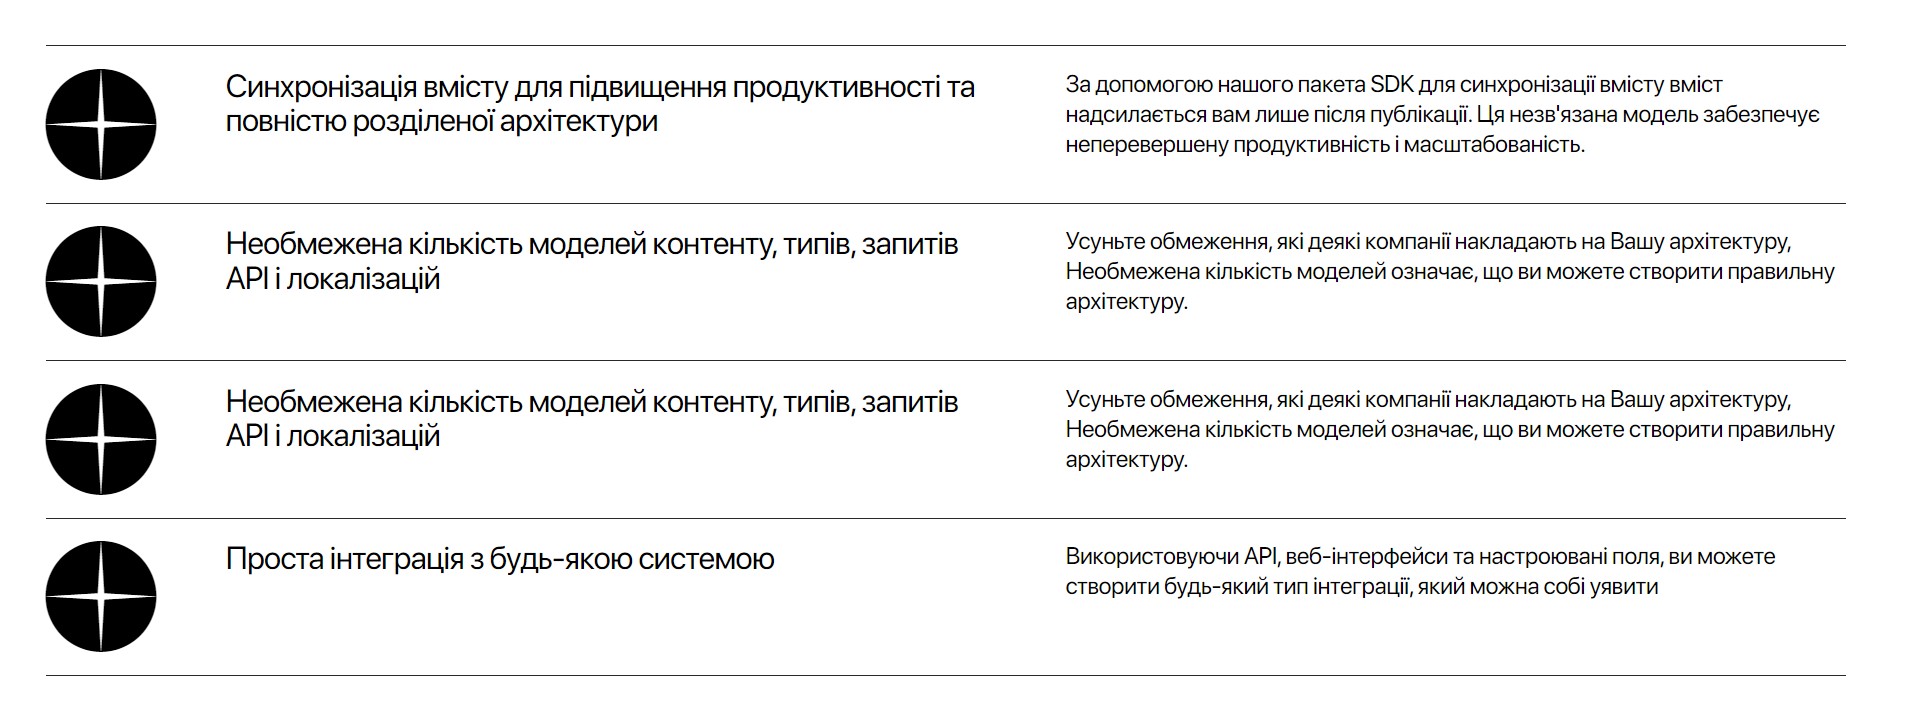 Синхронізація вмісту для підвищення продуктивності та
повністю розділеної архітектури
За допомогою нашого пакета SDK для синхронізації вмісту вміст
надсилається вам лише після публікації. Ця незв'язана модель забезпечує
неперевершену продуктивність і масштабованість.
Необмежена кількість моделей контенту, типів, запитів
API і локалізацій
Усуньте обмеження, які деякі компанії накладають на Вашу архітектуру,
Необмежена кількість моделей означає, що ви можете створити правильну
архітектуру.
Необмежена кількість моделей контенту, типів, запитів
API і локалізацій
Усуньте обмеження, які деякі компанії накладають на Вашу архітектуру,
Необмежена кількість моделей означає, що ви можете створити правильну
архітектуру.
Проста інтеграція з будь-якою системою
Використовуючи API, веб-інтерфейси та настроювані поля, ви можете
створити будь-який тип інтеграції, який можна собі уявити